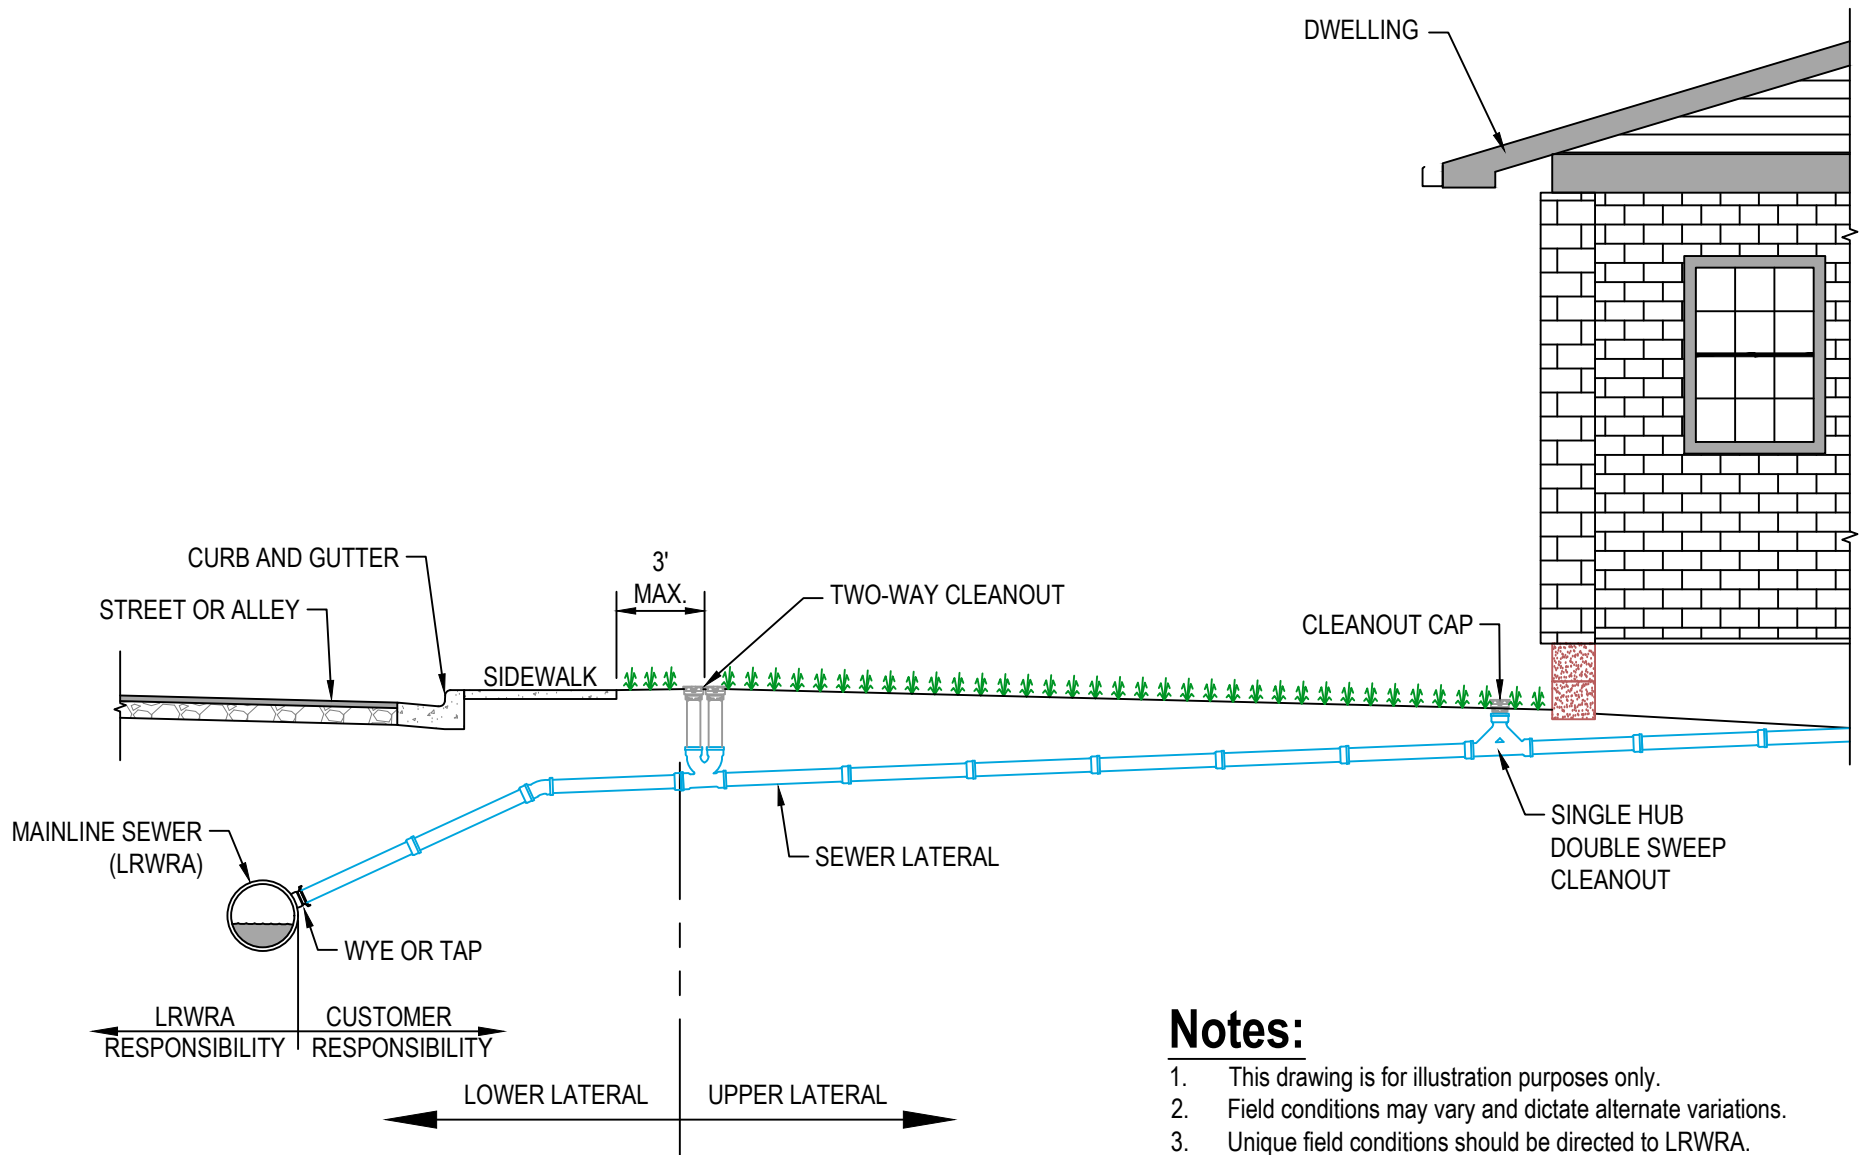 DWELLING
CURB AND GUTTER
3'
MAX.
STREET OR ALLEY
TWO-WAY CLEANOUT
CLEANOUT CAP
SIDEWALK
MAINLINE SEWER
(LRWRA)
SEWER LATERAL
SINGLE HUB
DOUBLE SWEEP
CLEANOUT
WYE OR TAP
LRWRA
RESPONSIBILITY
CUSTOMER
RESPONSIBILITY
LOWER LATERAL
UPPER LATERAL
Notes:
1. This drawing is for illustration purposes only.
2. Field conditions may vary and dictate alternate variations.
3. Unique field conditions should be directed to LRWRA.